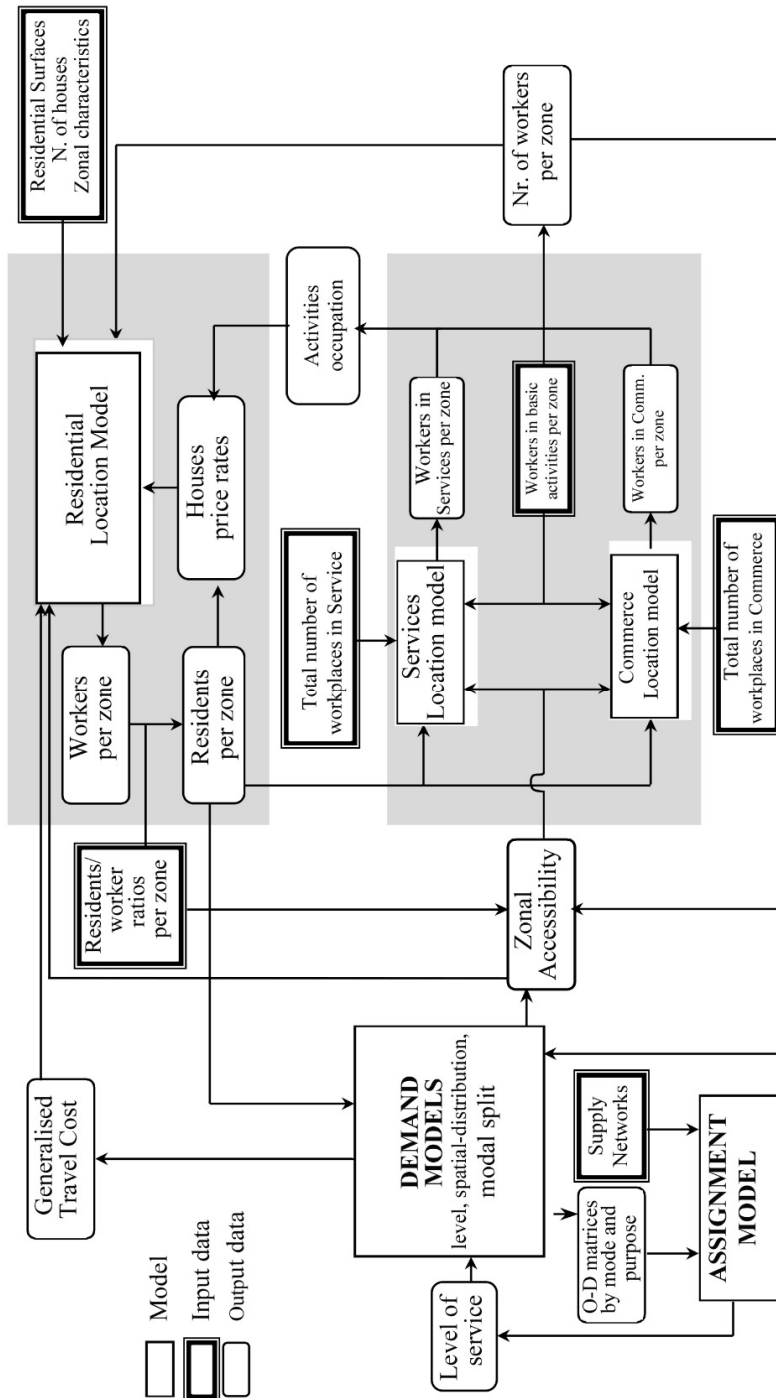 Model
Input data
Output data
Generalised
Travel Cost
Residents/
worker
ratios
per zone
Workers
per zone
Residents
per zone
Residential
Location Model
Houses
price rates
Residential Surfaces
N. of houses
Zonal characteristics
Level of
service
DEMAND
MODELS
level, spatial-distribution,
modal split
Zonal
Accessibility
Total number of
workplaces in Service
Services
Location model
Workers in
Services per zone
Activities
occupation
Workers in basic
activities per zone
Nr. of workers
per zone
O-D matrices
by mode and
purpose
Supply
Networks
ASSIGNMENT
MODEL
Commerce
Location model
Workers in Comm.
per zone
Total number of
workplaces in Commerce